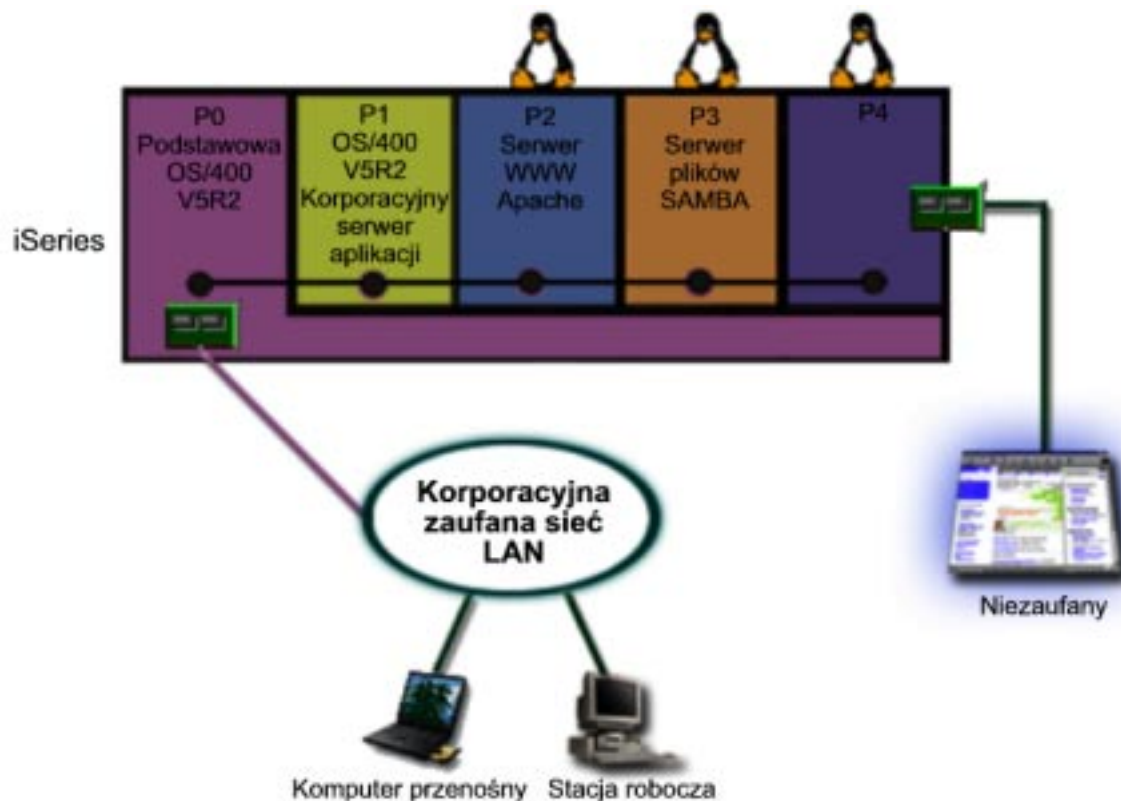 P0
Podstawowa
OS/400
V5R2
P1
OS/400
V5R2
Korporacyjny
serwer
aplikacji
P2
Serwer
WWW
Apache
P3
Serwer
plików
SAMBA
P4
iSeries
Korporacyjna
zaufana sieć
LAN
Niezaufany
Komputer przenośny
Stacja robocza